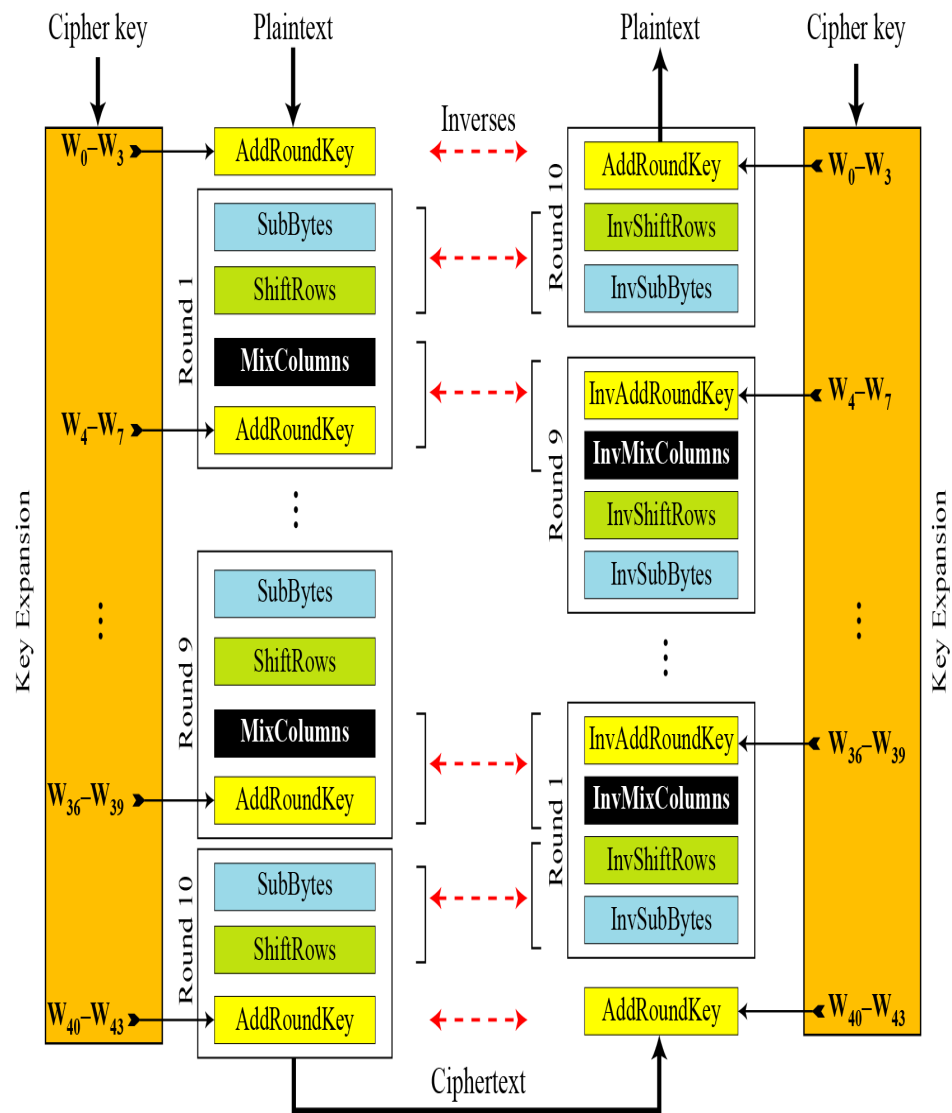 Cipher key
Plaintext
Plaintext
Cipher key
Inverses
W0–W3
AddRoundKey
AddRoundKey
W0–W3
Round 1
SubBytes
ShiftRows
MixColumns
AddRoundKey
W4–W7
Round 10
InvShiftRows
InvSubBytes
Round 9
InvAddRoundKey
W4–W7
InvMixColumns
InvShiftRows
InvSubBytes
Key Expansion
⋮
⋮
Round 9
SubBytes
ShiftRows
MixColumns
AddRoundKey
W36–W39
⋮
⋮
Key Expansion
Round 1
InvAddRoundKey
W36–W39
InvMixColumns
InvShiftRows
InvSubBytes
Round 10
SubBytes
ShiftRows
AddRoundKey
W40–W43
AddRoundKey
W40–W43
Ciphertext